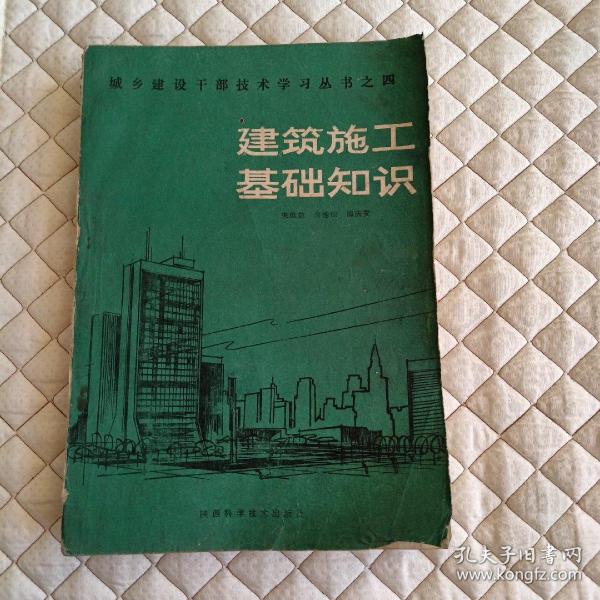 城乡建设干部技术学习丛书之四
建筑施工
基础知识
陕西科学技术出版社
孔夫子旧书网
www.kongfz.com